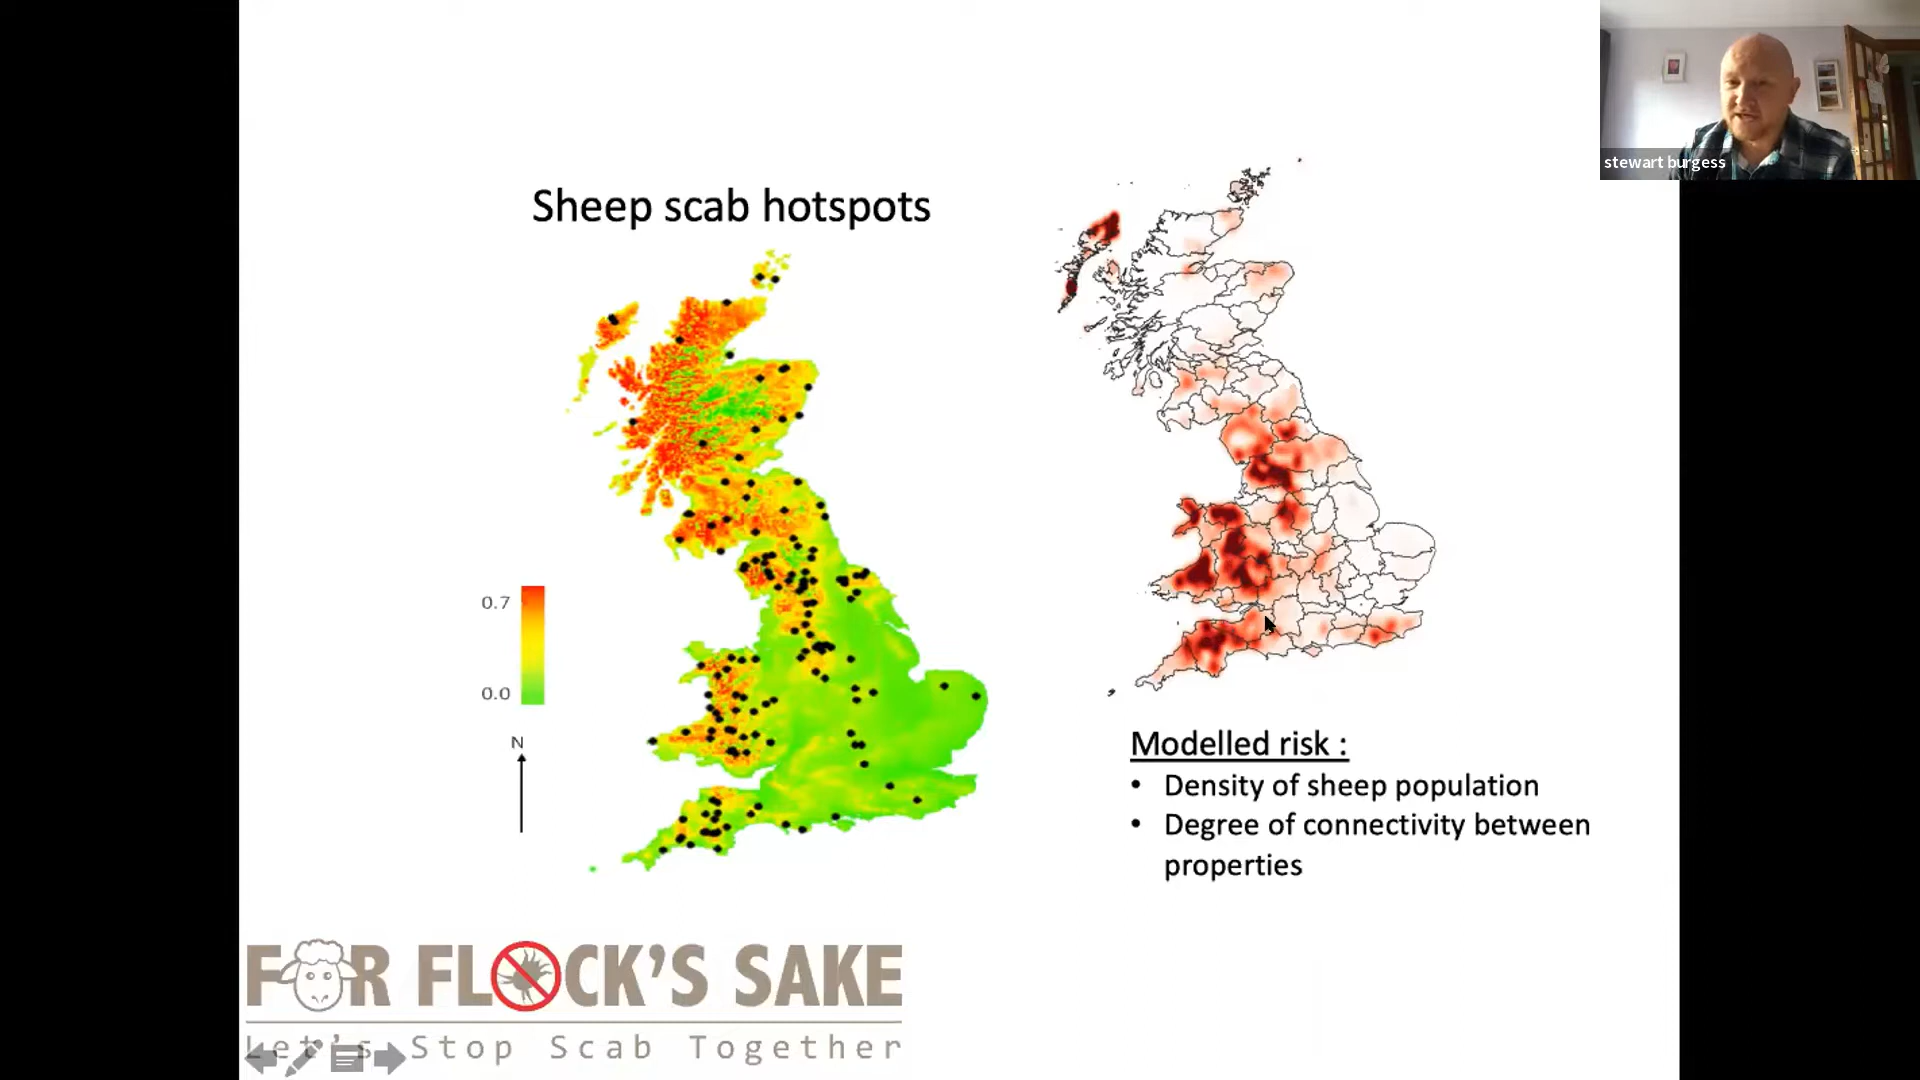 stewart burgess
Sheep scab hotspots
0.7
0.0
N
Modelled risk :
• Density of sheep population
• Degree of connectivity between
properties
FOR FLOCK'S SAKE
Let's Stop Scab Together